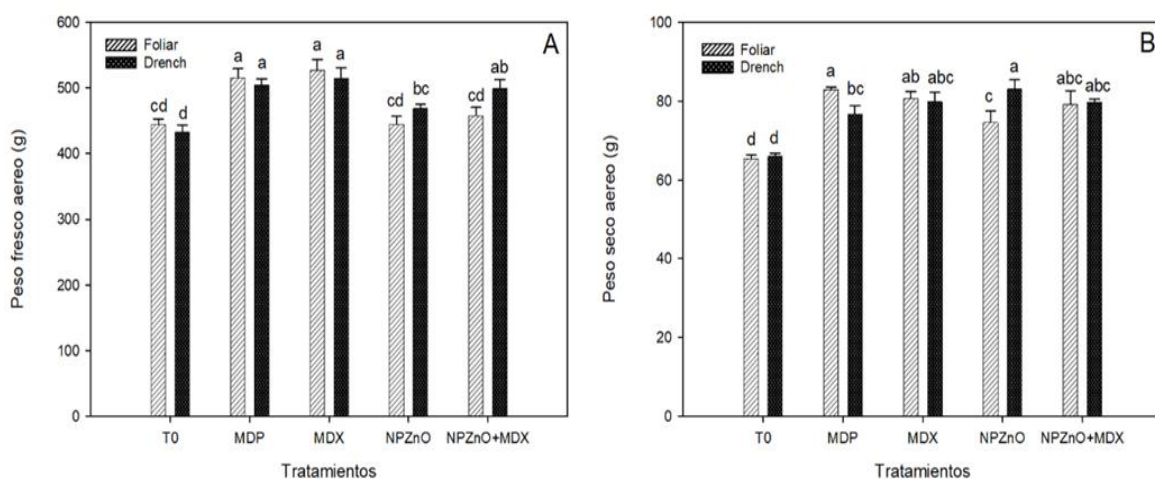 600
500
400
300
200
100
0
Peso fresco aereo (g)
Foliar
Drench
A
cd
d
a
a
a
a
cd
bc
cd
ab
T0
MDP
MDX
NPZnO
NPZnO+MDX
Tratamientos
100
80
60
40
20
0
Peso seco aereo (g)
Foliar
Drench
B
d
d
a
bc
ab
abc
c
a
abc
abc
T0
MDP
MDX
NPZnO
NPZnO+MDX
Tratamientos